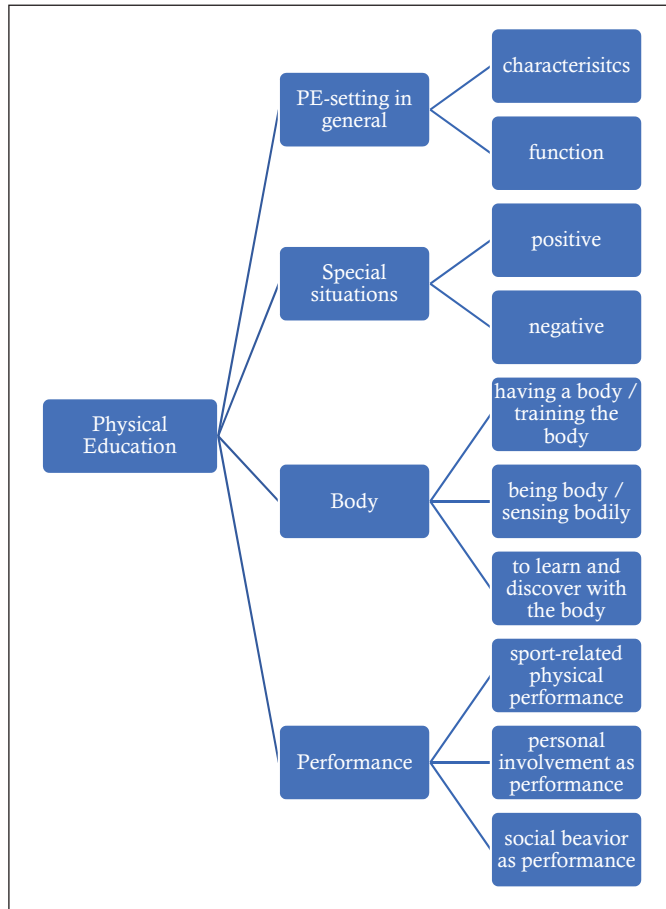 Physical
Education
PE-setting in
general
characterisitcs
function
Special
situations
positive
negative
Body
having a body /
training the
body
being body /
sensing bodily
to learn and
discover with
the body
Performance
sport-related
physical
performance
personal
involvement as
performance
social beavior
as performance